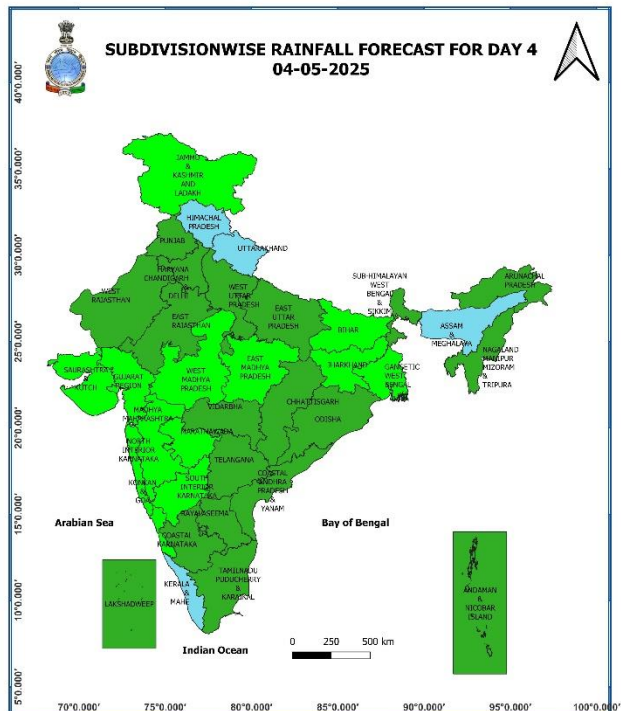 SUBDIVISIONWISE RAINFALL FORECAST FOR DAY 4
04-05-2025
40°0.000'
35°0.000'
30°0.000'
25°0.000'
20°0.000'
15°0.000'
10°0.000'
5°0.000'
JAMMO
&
KASHMIR
AND
LADAKH
HIMACHAL
PRADESH
PUNJAB
UTTARAKHAND
HARYANA
CHANDIGARH
&
DELHI
WEST
RAJASTHAN
EAST
RAJASTHAN
WEST
UTTAR
PRADESH
EAST
UTTAR
PRADESH
SUB-HIMALAYAN
WEST
BENGAL
&
SIKKIM
ARUNACHAL
PRADESH
ASSAM
&
MEGHALAYA
NAGALAND
MANIPUR
MIZORAM
&
TRIPURA
BIHAR
JHARKHAND
GANGETIC
WEST
BENGAL
SAURASHTRA
&
KUTCH
GUJARAT
REGION
WEST
MADHYA
PRADESH
EAST
MADHYA
PRADESH
CHHATTISGARH
ODISHA
VIDARBHA
MADHYA
MAHARASHTRA
MARATHAWADA
NORTH
INTERIOR
KARNATAKA
TELANGANA
KONKAN
&
GOA
SOUTH
INTERIOR
KARNATAKA
COASTAL
ANDHRA
PRADESH
&
YANAM
RAYALASEEMA
COASTAL
KARNATAKA
Arabian Sea
Bay of Bengal
TAMILNADU
PUDUCHERRY
&
KARAIKAL
KERALA
&
MAHE
LAKSHADWEEP
ANDAMAN
&
NICOBAR
ISLAND
Indian Ocean
0 250 500 km
70°0.000' 75°0.000' 80°0.000' 85°0.000' 90°0.000' 95°0.000' 100°0.000'